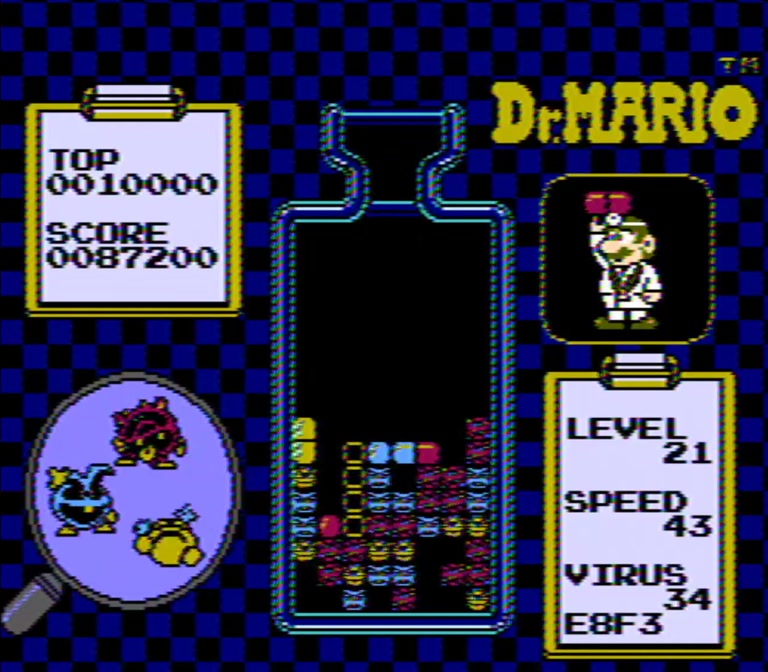 TM
Dr. MARIO
TOP
0010000
SCORE
0087200
LEVEL
21
SPEED
43
VIRUS
34
E8F3